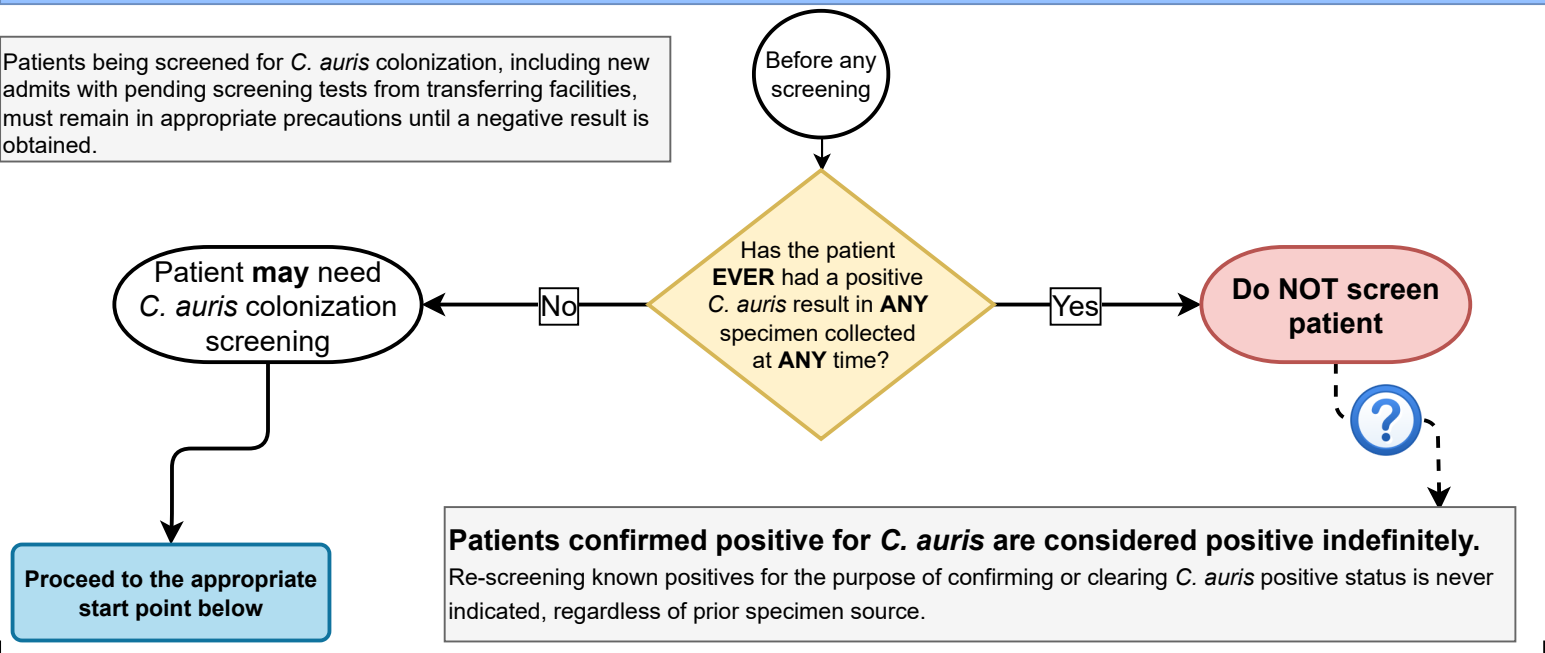 Patients being screened for C. auris colonization, including new
admits with pending screening tests from transferring facilities,
must remain in appropriate precautions until a negative result is
obtained.
Before any
screening
Has the patient
EVER had a positive
C. auris result in ANY
specimen collected
at ANY time?
No
Yes
Patient may need
C. auris colonization
screening
Do NOT screen
patient
?
Proceed to the appropriate
start point below
Patients confirmed positive for C. auris are considered positive indefinitely.
Re-screening known positives for the purpose of confirming or clearing C. auris positive status is never
indicated, regardless of prior specimen source.